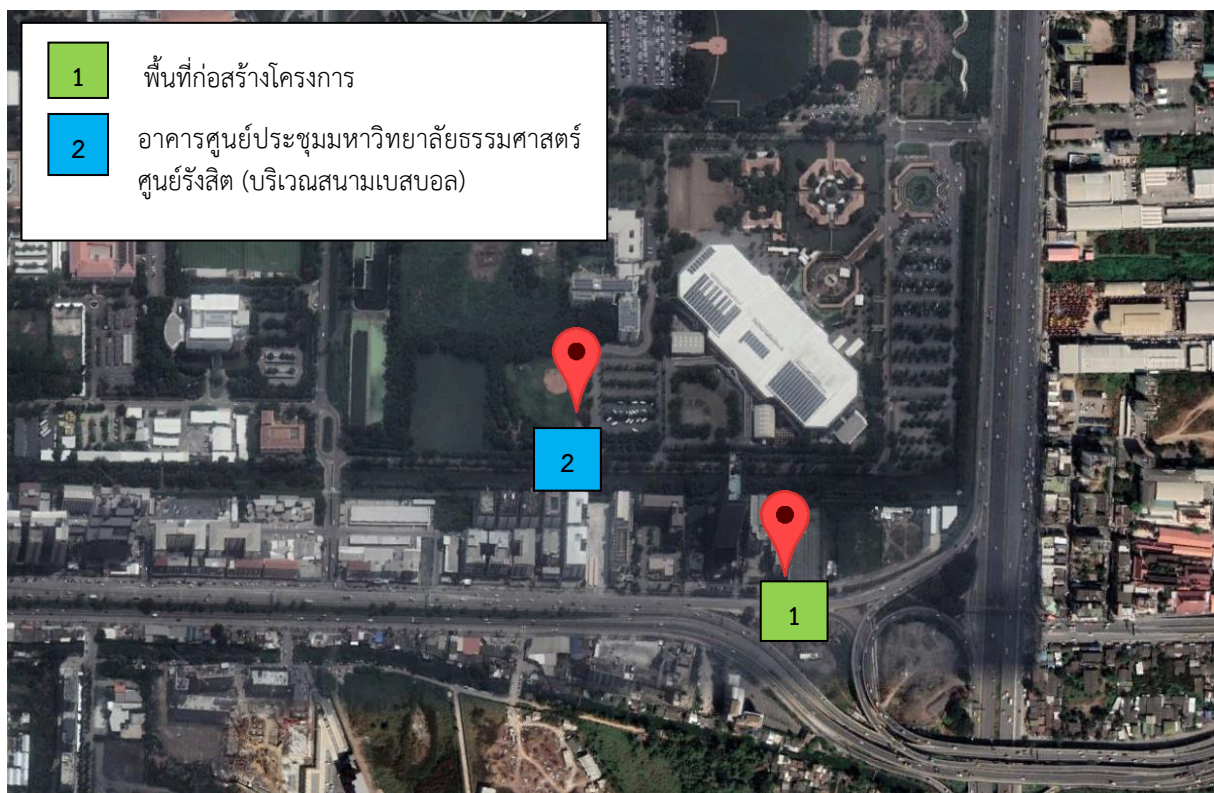 1 พื้นที่ก่อสร้างโครงการ
2 อาคารศูนย์ประชุมมหาวิทยาลัยธรรมศาสตร์
ศูนย์รังสิต (บริเวณสนามเบสบอล)
2
1